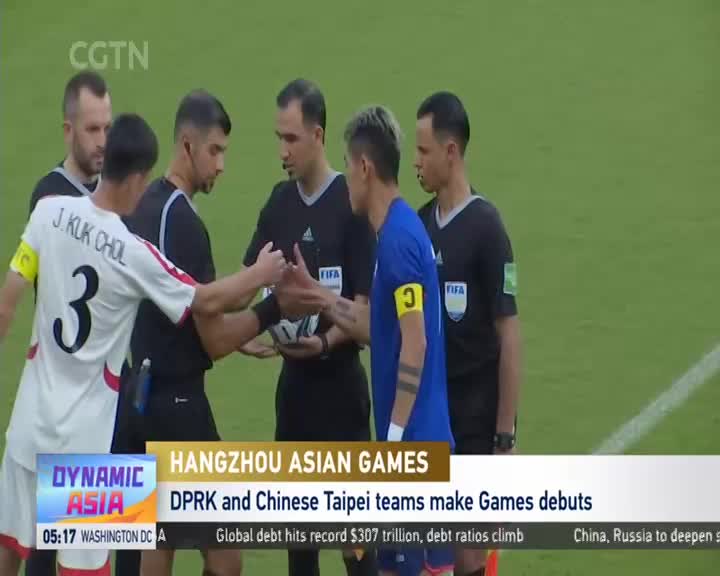 CGTN
J. KUK CHOL
3
FIFA
C
FIFA
HANGZHOU ASIAN GAMES
DYNAMIC
ASIA
DPRK and Chinese Taipei teams make Games debuts
05:17 WASHINGTON DC
A Global debt hits record $307 trillion, debt ratios climb China, Russia to deepen s